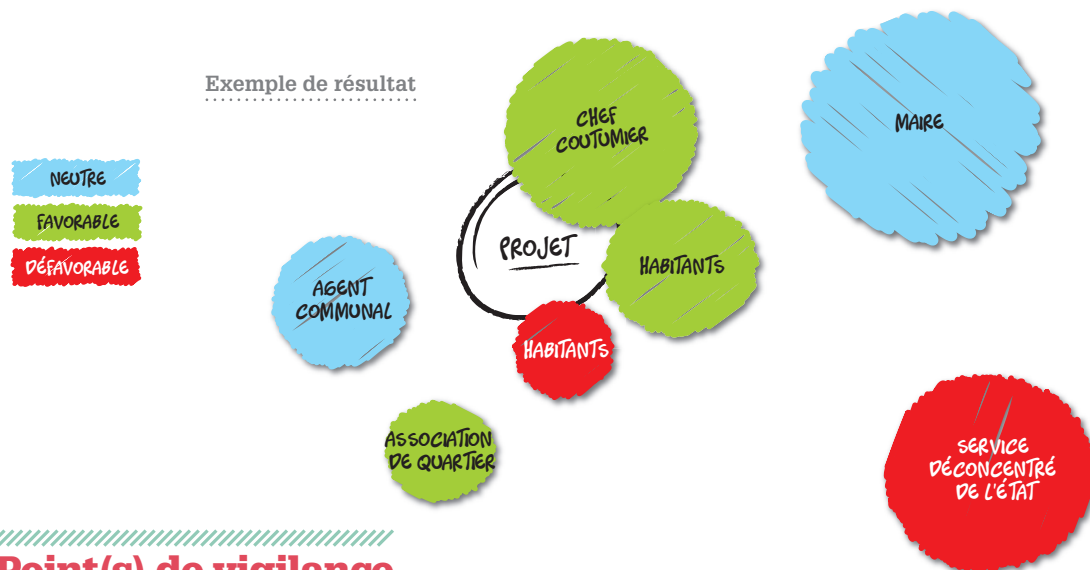 Exemple de résultat
NEUTRE
FAVORABLE
DÉFAVORABLE
CHEF
COUTUMIER
MAIRE
PROJET
HABITANTS
AGENT
COMMUNAL
HABITANTS
ASSOCIATION
DE QUARTIER
SERVICE
DÉCONCENTRÉ
DE L'ÉTAT
Point(s) de vigilance